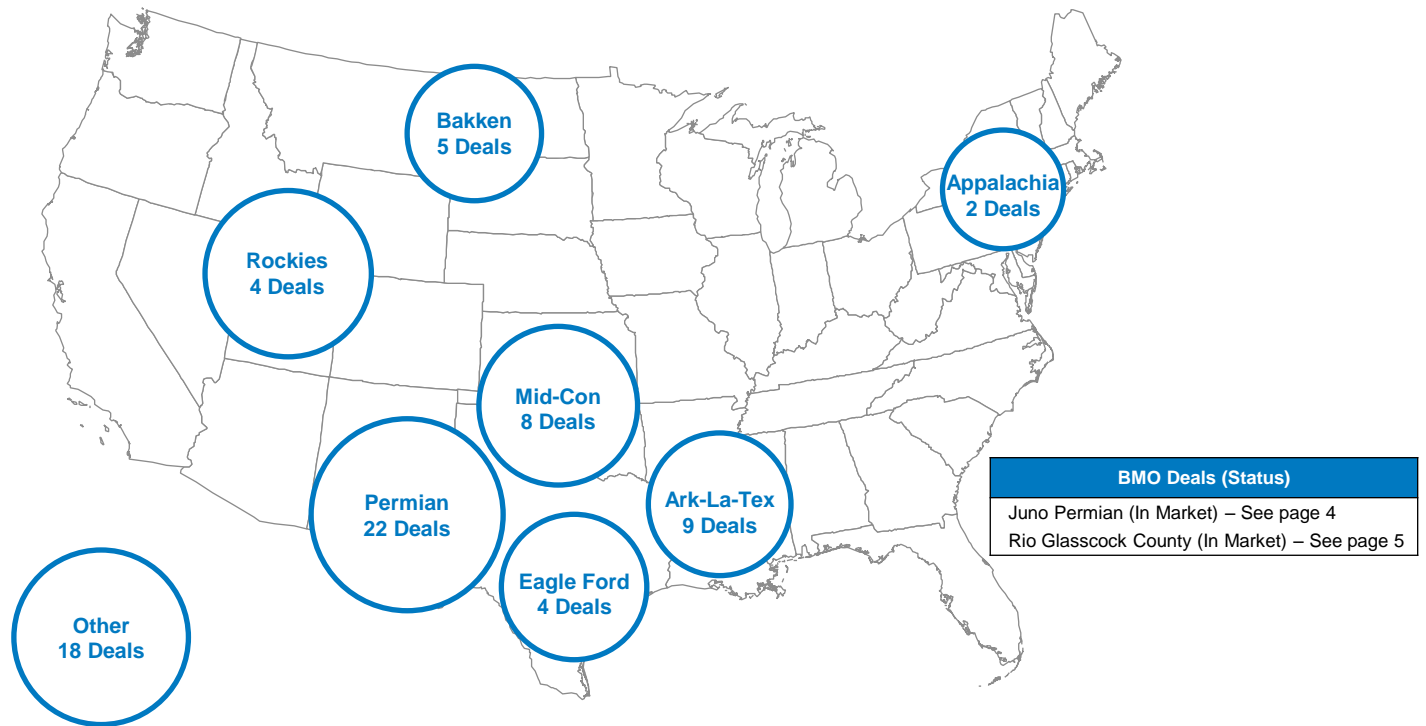 Bakken
5 Deals
Appalachia
2 Deals
Rockies
4 Deals
Mid-Con
8 Deals
Permian
22 Deals
Ark-La-Tex
9 Deals
Eagle Ford
4 Deals
Other
18 Deals
BMO Deals (Status)
Juno Permian (In Market) – See page 4
Rio Glasscock County (In Market) – See page 5